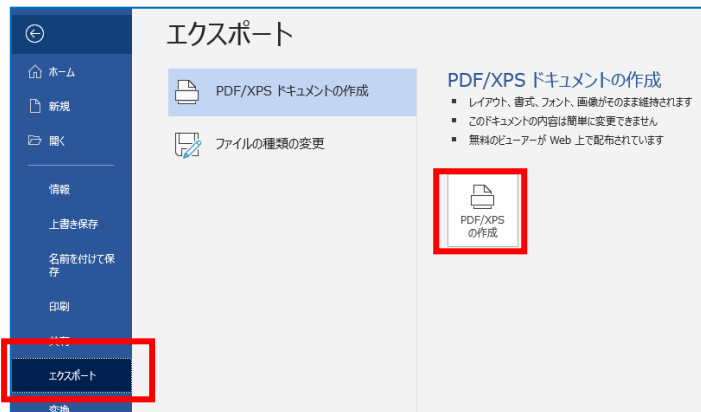 エクスポート
ホーム
新規
開く
情報
上書き保存
名前を付けて保
存
印刷
共有
エクスポート
変換
PDF/XPS ドキュメントの作成
ファイルの種類の変更
PDF/XPS ドキュメントの作成
▪ レイアウト、書式、フォント、画像がそのまま維持されます
▪ このドキュメントの内容は簡単に変更できません
▪ 無料のビューアーが Web 上で配布されています
PDF/XPS
の作成